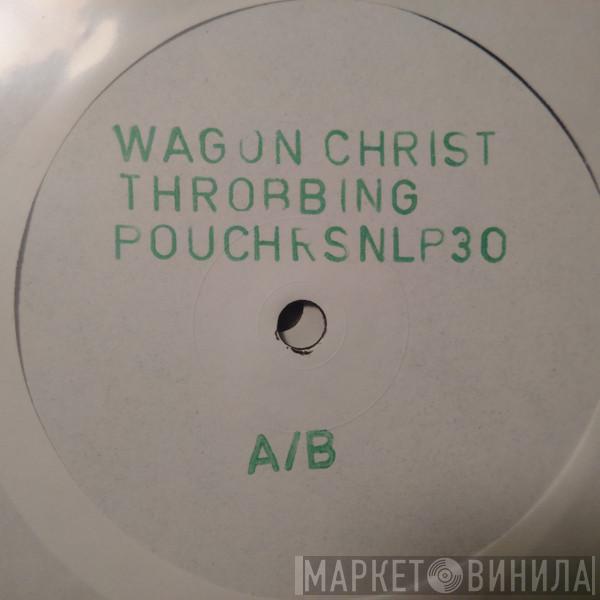 WAGON CHRIST
THROBBING
POUCHRSNLP30
A/B
МАРКЕТ ВИНИЛА